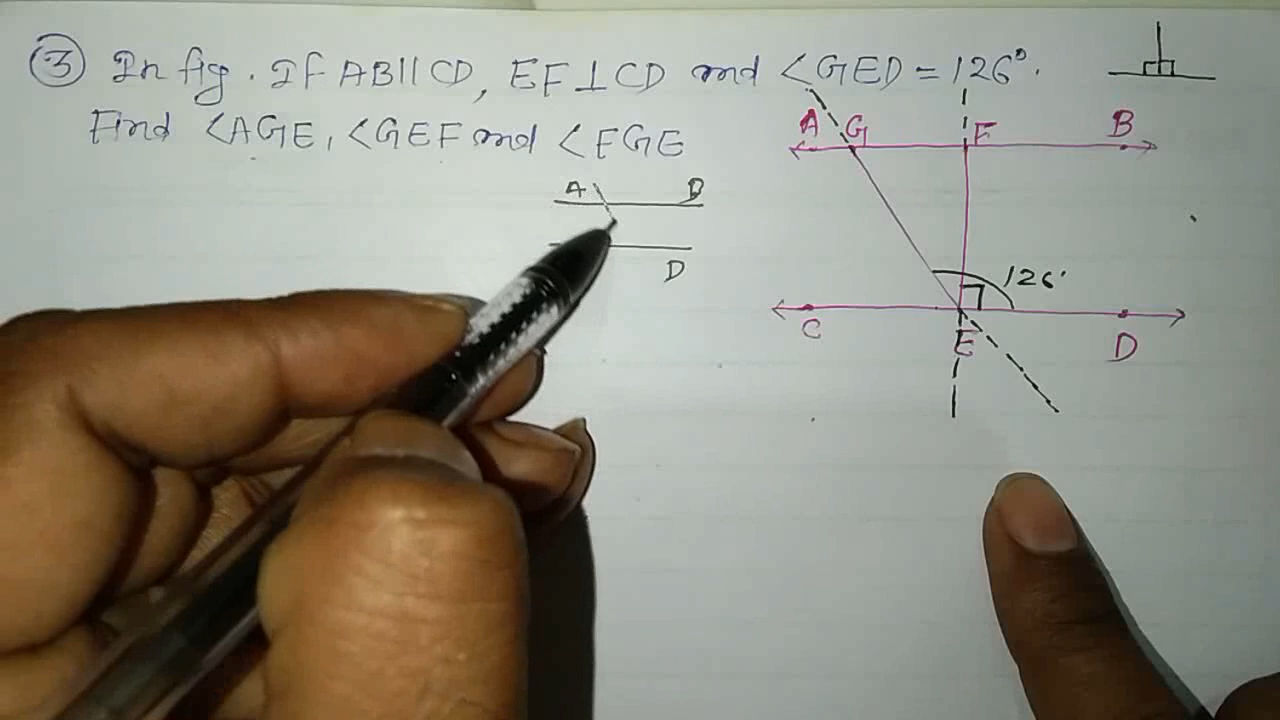 ③ In fig. If AB||CD, EF⊥CD and <GED = 126°.
Find <AGE, <GEF and <FGE
A G F B
A B
D
126°
C E D